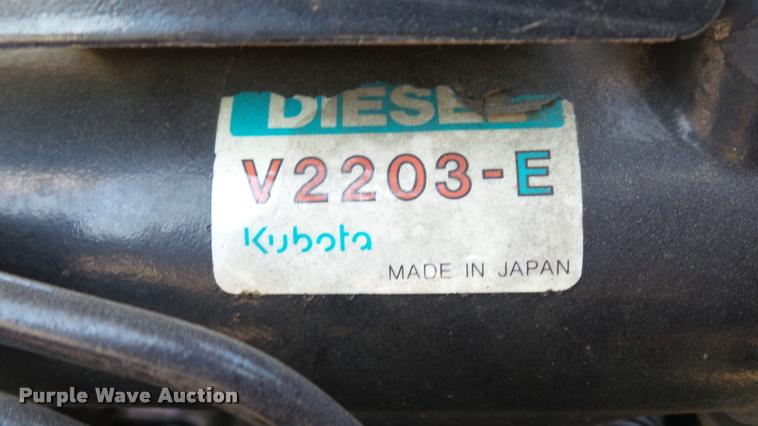 DIESEL
V2203-E
Kubota
MADE IN JAPAN
Purple Wave Auction